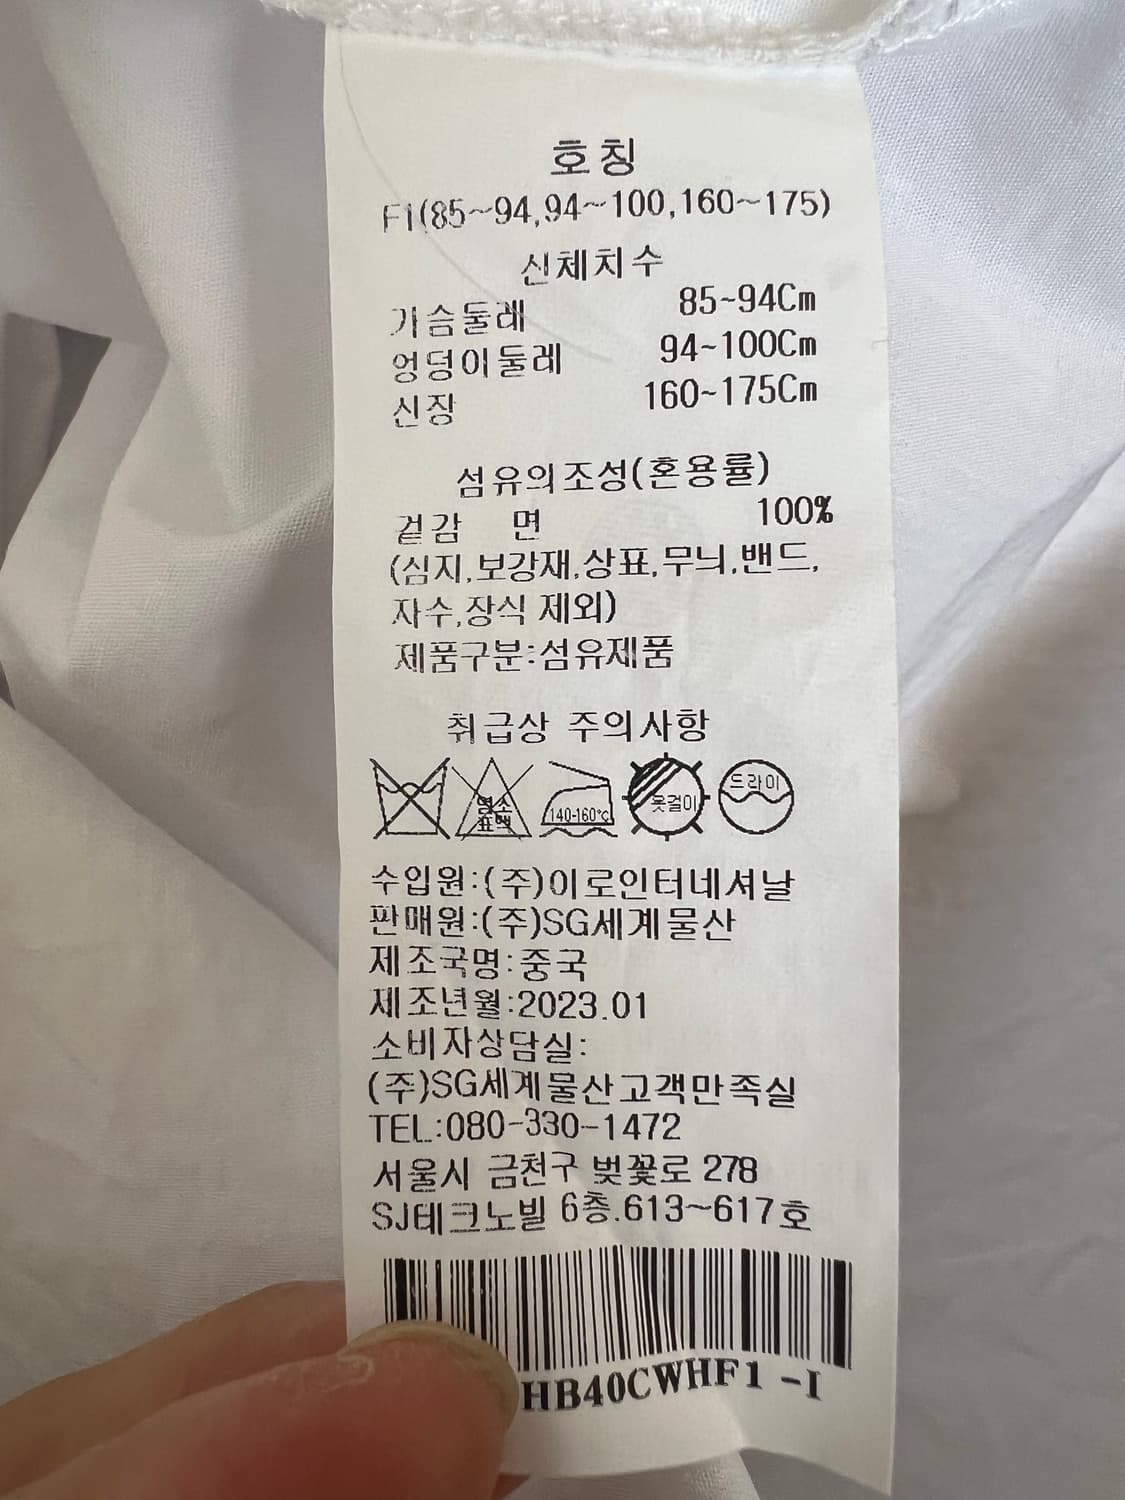 호칭
F1(85~94,94~100,160~175)
신체치수
가슴둘레 85~94Cm
엉덩이둘레 94~100Cm
신장 160~175Cm
섬유의조성(혼용률)
겉감 면 100%
(심지,보강재,상표,무늬,밴드,
자수,장식 제외)
제품구분:섬유제품
취급상 주의사항
염소
표백
140-160℃
옷걸이
드라이
수입원:(주)이로인터네셔날
판매원:(주)SG세계물산
제조국명:중국
제조년월:2023.01
소비자상담실:
(주)SG세계물산고객만족실
TEL:080-330-1472
서울시 금천구 벚꽃로 278
SJ테크노빌 6층.613~617호
HB40CWHF1 -I